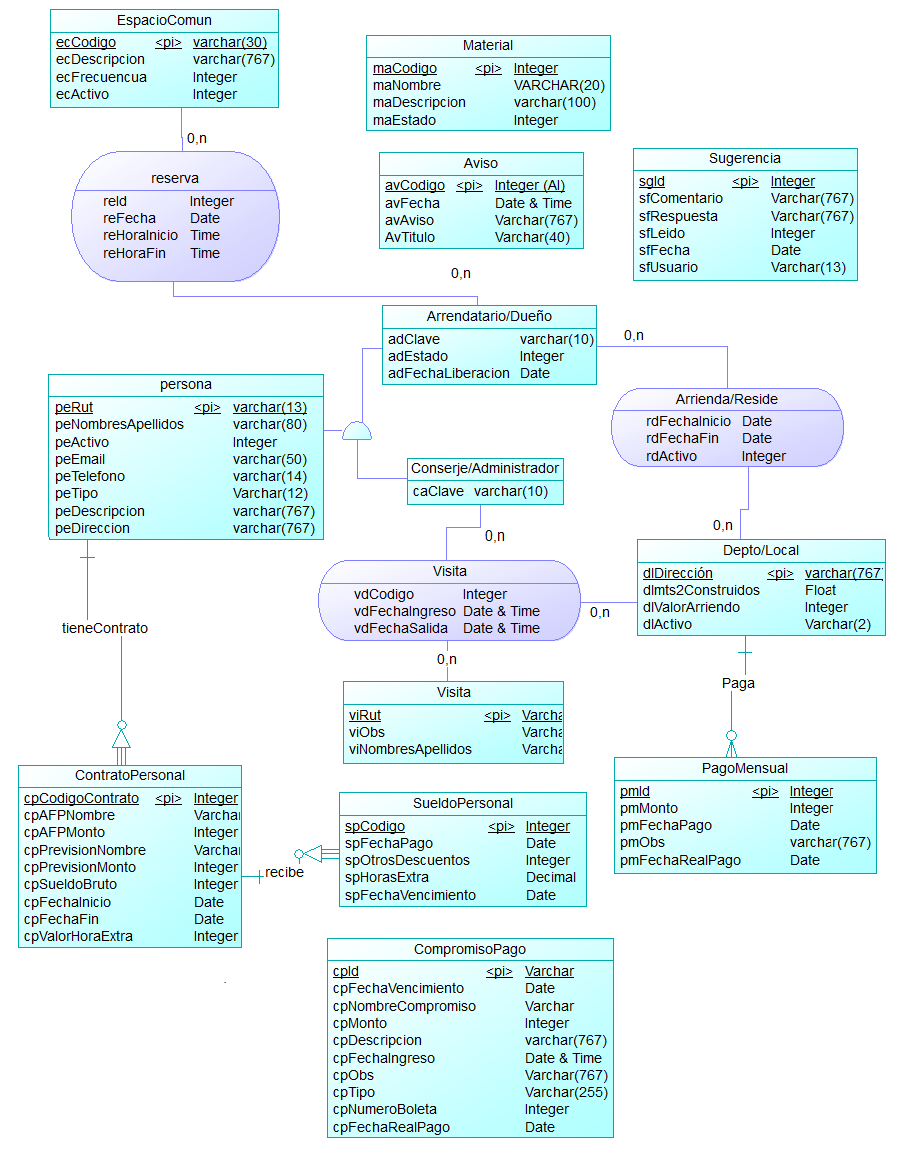 EspacioComun
ecCodigo <pi> varchar(30)
ecDescripcion varchar(767)
ecFrecuencua Integer
ecActivo Integer
0,n
reserva
reId Integer
reFecha Date
reHoraInicio Time
reHoraFin Time
0,n
Material
maCodigo <pi> Integer
maNombre VARCHAR(20)
maDescripcion varchar(100)
maEstado Integer
Aviso
avCodigo <pi> Integer (AI)
avFecha Date & Time
avAviso Varchar(767)
AvTitulo Varchar(40)
Sugerencia
sgId <pi> Integer
sfComentario Varchar(767)
sfRespuesta Varchar(767)
sfLeido Integer
sfFecha Date
sfUsuario Varchar(13)
Arrendatario/Dueño
adClave varchar(10)
adEstado Integer
adFechaLiberacion Date
0,n
Arrienda/Reside
rdFechaInicio Date
rdFechaFin Date
rdActivo Integer
0,n
persona
peRut <pi> varchar(13)
peNombresApellidos varchar(80)
peActivo Integer
peEmail varchar(50)
peTelefono varchar(14)
peTipo Varchar(12)
peDescripcion varchar(767)
peDireccion varchar(767)
Conserje/Administrador
caClave varchar(10)
0,n
Visita
vdCodigo Integer
vdFechaIngreso Date & Time
vdFechaSalida Date & Time
0,n
0,n
Depto/Local
dlDirección <pi> varchar(767
dlmts2Construidos Float
dlValorArriendo Integer
dlActivo Varchar(2)
tieneContrato
Paga
Visita
viRut <pi> Varcha
viObs Varcha
viNombresApellidos Varcha
PagoMensual
pmId <pi> Integer
pmMonto Integer
pmFechaPago Date
pmObs varchar(767)
pmFechaRealPago Date
ContratoPersonal
cpCodigoContrato <pi> Integer
cpAFPNombre Varchar
cpAFPMonto Integer
cpPrevisionNombre Varchar
cpPrevisionMonto Integer
cpSueldoBruto Integer
cpFechaInicio Date
cpFechaFin Date
cpValorHoraExtra Integer
recibe
SueldoPersonal
spCodigo <pi> Integer
spFechaPago Date
spOtrosDescuentos Integer
spHorasExtra Decimal
spFechaVencimiento Date
CompromisoPago
cpId <pi> Varchar
cpFechaVencimiento Date
cpNombreCompromiso Varchar
cpMonto Integer
cpDescripcion varchar(767)
cpFechaIngreso Date & Time
cpObs Varchar(767)
cpTipo Varchar(255)
cpNumeroBoleta Integer
cpFechaRealPago Date